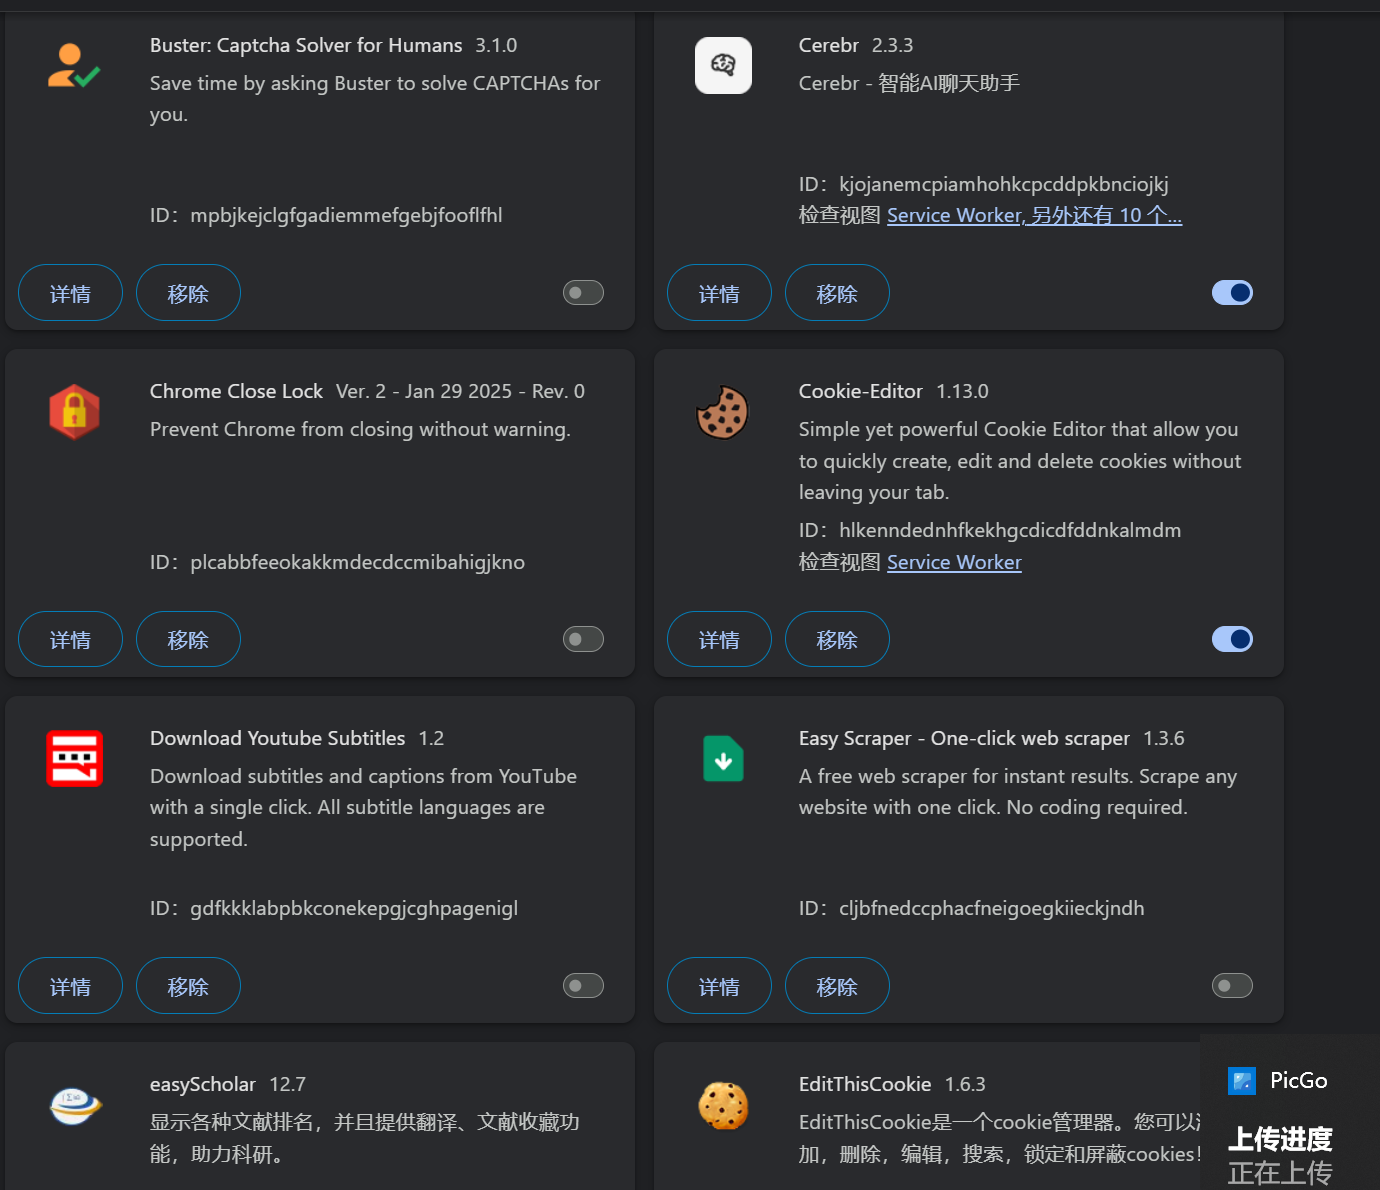 Buster: Captcha Solver for Humans 3.1.0
Save time by asking Buster to solve CAPTCHAs for
you.
ID：mpbjkejclgfgadiemmefgebjfooflfhl
详情
移除
Cerebr 2.3.3
Cerebr - 智能AI聊天助手
ID：kjojanemcpiamhohkcpcddpkbnciojkj
检查视图 Service Worker, 另外还有 10 个...
详情
移除
Chrome Close Lock Ver. 2 - Jan 29 2025 - Rev. 0
Prevent Chrome from closing without warning.
ID：plcabbfeeokakkmdecdccmibahigjkno
详情
移除
Cookie-Editor 1.13.0
Simple yet powerful Cookie Editor that allow you
to quickly create, edit and delete cookies without
leaving your tab.
ID：hlkenndednhfkekhgcdicdfddnkalmdm
检查视图 Service Worker
详情
移除
Download Youtube Subtitles 1.2
Download subtitles and captions from YouTube
with a single click. All subtitle languages are
supported.
ID：gdfkkklabpbkconekepgjcghpagenigl
详情
移除
Easy Scraper - One-click web scraper 1.3.6
A free web scraper for instant results. Scrape any
website with one click. No coding required.
ID：cljbfnedccphacfneigoegkiieckjndh
详情
移除
easyScholar 12.7
显示各种文献排名，并且提供翻译、文献收藏功
能，助力科研。
EditThisCookie 1.6.3
EditThisCookie是一个cookie管理器。您可以
加，删除，编辑，搜索，锁定和屏蔽cookies!
PicGo
上传进度
正在上传